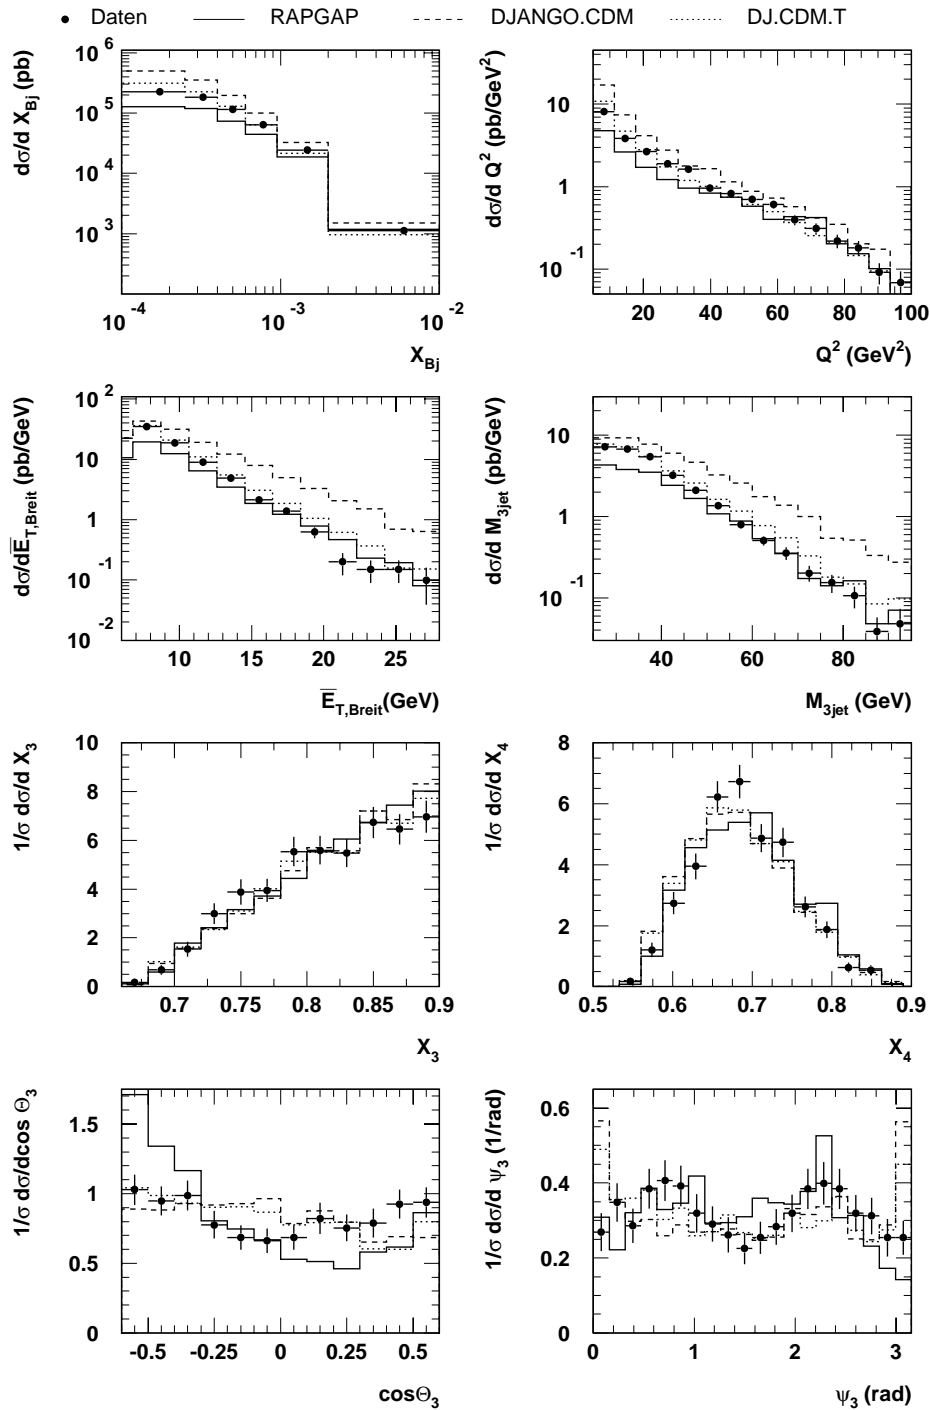 Daten RAPGAP DJANGO.CDM DJ.CDM.T
dσ/d X_Bj (pb)
10^6
10^5
10^4
10^3
10^-4 10^-3 10^-2
X_Bj
dσ/d Q^2 (pb/GeV^2)
10
1
10^-1
20 40 60 80 100
Q^2 (GeV^2)
dσ/dE̅_T,Breit (pb/GeV)
10^2
10
1
10^-1
10^-2
10 15 20 25
E̅_T,Breit(GeV)
dσ/d M_3jet (pb/GeV)
10
1
10^-1
40 60 80
M_3jet (GeV)
1/σ dσ/d X_3
10
8
6
4
2
0
0.7 0.75 0.8 0.85 0.9
X_3
1/σ dσ/d X_4
8
6
4
2
0
0.5 0.6 0.7 0.8 0.9
X_4
1/σ dσ/dcos Θ_3
1.5
1
0.5
0
-0.5 -0.25 0 0.25 0.5
cosΘ_3
1/σ dσ/d ψ_3 (1/rad)
0.6
0.4
0.2
0
0 1 2 3
ψ_3 (rad)